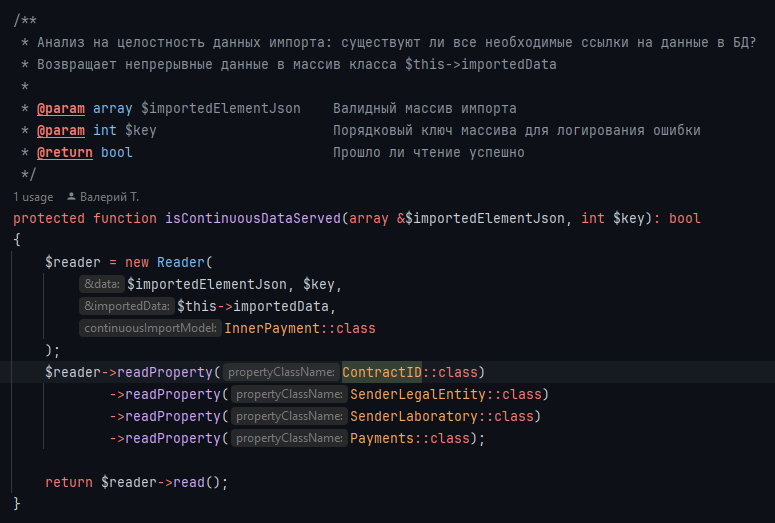 /**
 * Анализ на целостность данных импорта: существуют ли все необходимые ссылки на данные в БД?
 * Возвращает непрерывные данные в массив класса $this->importedData
 *
 * @param array $importedElementJson    Валидный массив импорта
 * @param int $key                      Порядковый ключ массива для логирования ошибки
 * @return bool                         Прошло ли чтение успешно
 */
1 usage   Валерий Т.
protected function isContinuousDataServed(array &$importedElementJson, int $key): bool
{
    $reader = new Reader(
        &data: $importedElementJson, $key,
        &importedData: $this->importedData,
        continuousImportModel: InnerPayment::class
    );
    $reader->readProperty( propertyClassName: ContractID::class)
            ->readProperty( propertyClassName: SenderLegalEntity::class)
            ->readProperty( propertyClassName: SenderLaboratory::class)
            ->readProperty( propertyClassName: Payments::class);

    return $reader->read();
}